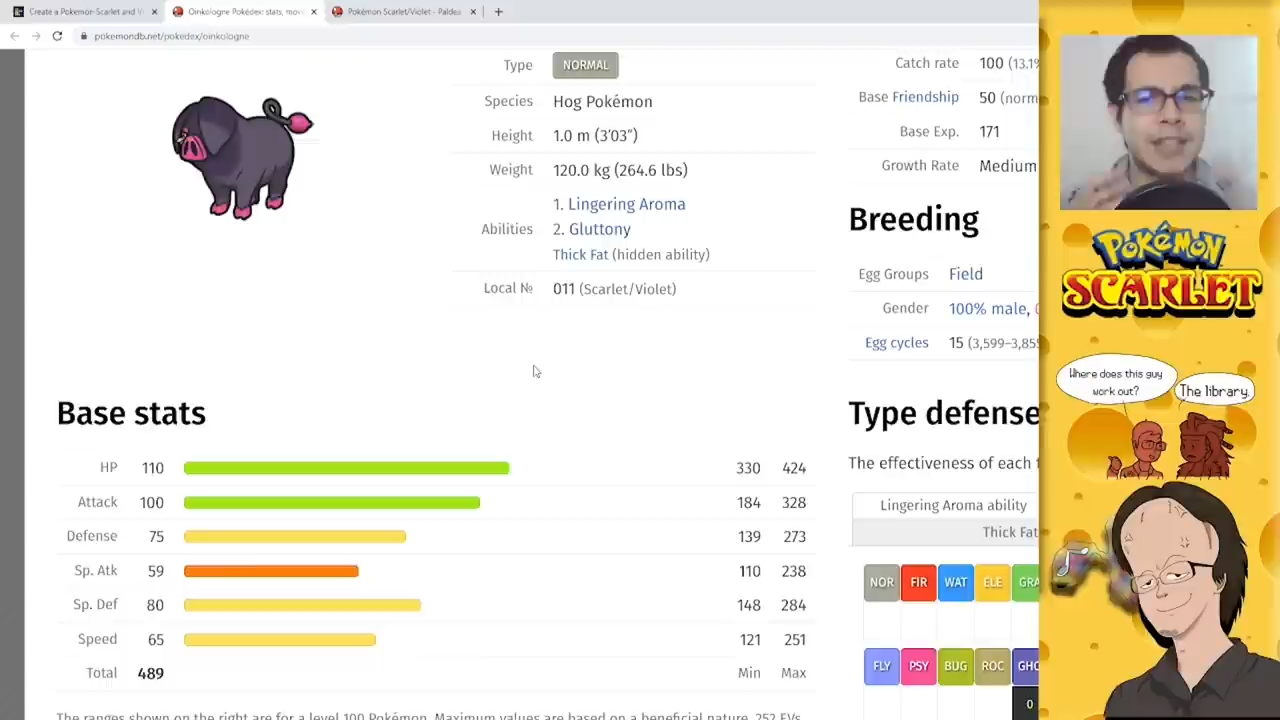 Create a Pokemon Scarlet and Vi
Oinkologne Pokédex: stats, mov
Pokémon Scarlet/Violet - Paldea
pokemondb.net/pokedex/oinkologne
Type NORMAL
Species Hog Pokémon
Height 1.0 m (3′03″)
Weight 120.0 kg (264.6 lbs)
Abilities
1. Lingering Aroma
2. Gluttony
Thick Fat (hidden ability)
Local № 011 (Scarlet/Violet)
Catch rate 100 (13.1%
Base Friendship 50 (norm
Base Exp. 171
Growth Rate Medium
Breeding
Egg Groups Field
Gender 100% male,
Egg cycles 15 (3,599–3,855
Base stats
HP 110 330 424
Attack 100 184 328
Defense 75 139 273
Sp. Atk 59 110 238
Sp. Def 80 148 284
Speed 65 121 251
Total 489 Min Max
The ranges shown on the right are for a level 100 Pokémon. Maximum values are based on a beneficial nature, 252 EVs,
Type defense
The effectiveness of each t
Lingering Aroma ability
Thick Fat
NOR FIR WAT ELE GRA
FLY PSY BUG ROC GHO
0
POKéMON
SCARLET
Where does this guy
work out?
The library.